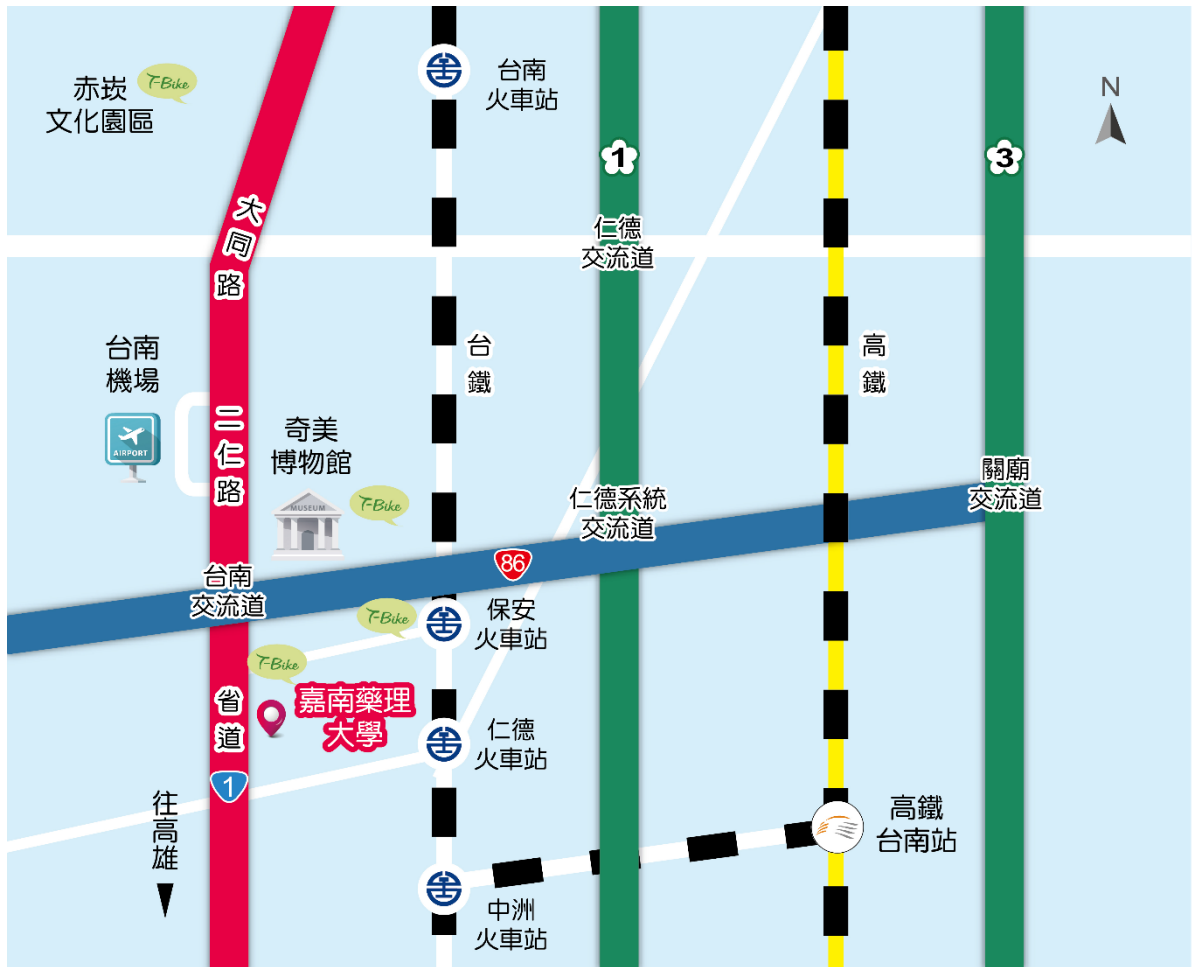 台南
火車站
赤崁
文化園區
T-Bike
N
1
3
大同路
仁德
交流道
台鐵
高鐵
台南
機場
AIRPORT
二仁路
奇美
博物館
MUSEUM
T-Bike
關廟
交流道
仁德系統
交流道
86
台南
交流道
保安
火車站
T-Bike
T-Bike
省道
1
嘉南藥理
大學
仁德
火車站
往高雄
高鐵
台南站
中洲
火車站